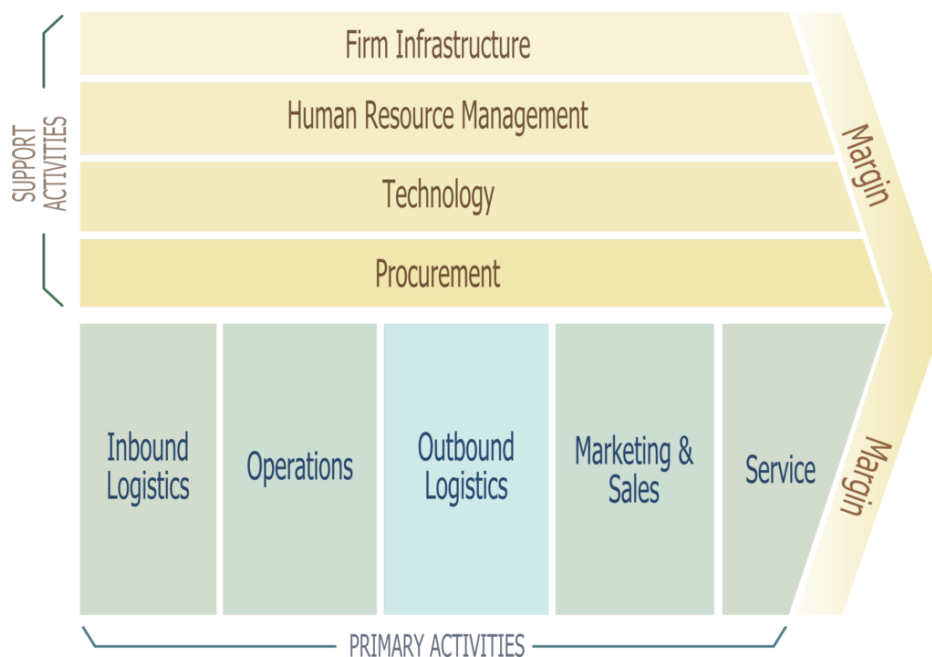 Firm Infrastructure
Human Resource Management
Technology
Procurement
SUPPORT
ACTIVITIES
Margin
Margin
Inbound
Logistics
Operations
Outbound
Logistics
Marketing &
Sales
Service
PRIMARY ACTIVITIES